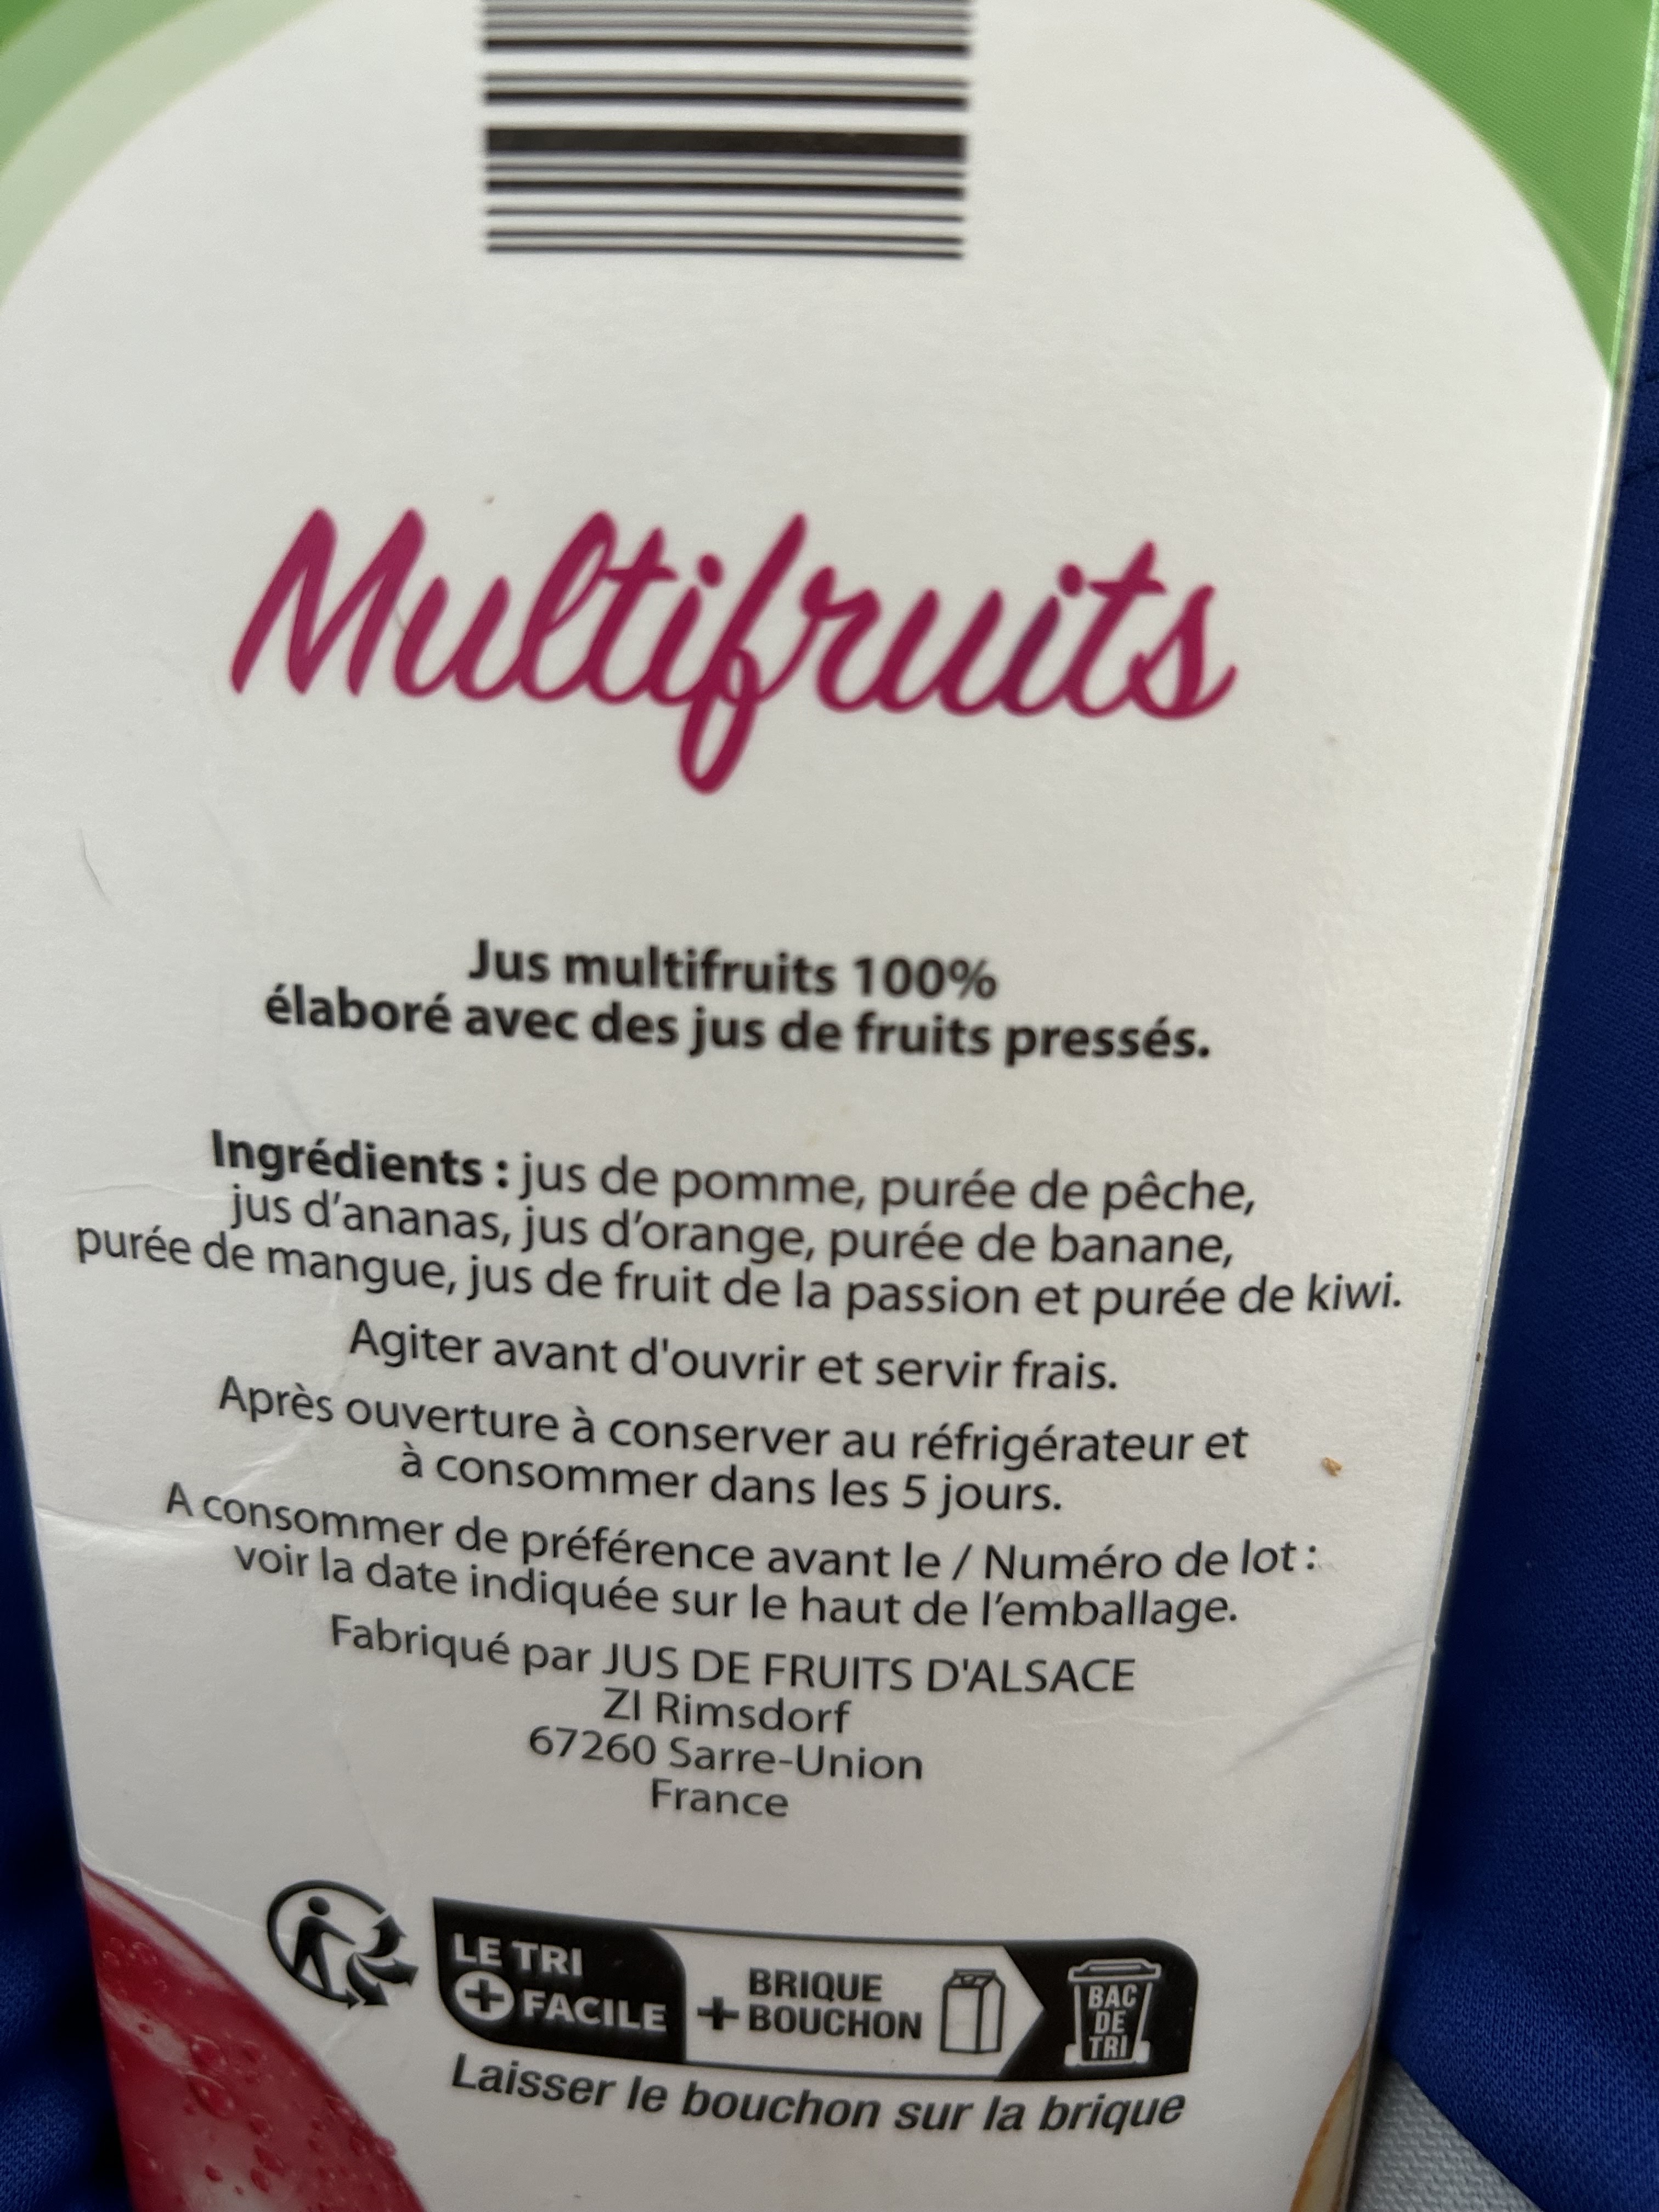 Multifruits
Jus multifruits 100%
élaboré avec des jus de fruits pressés.
Ingrédients : jus de pomme, purée de pêche,
jus d’ananas, jus d’orange, purée de banane,
purée de mangue, jus de fruit de la passion et purée de kiwi.
Agiter avant d'ouvrir et servir frais.
Après ouverture à conserver au réfrigérateur et
à consommer dans les 5 jours.
A consommer de préférence avant le / Numéro de lot :
voir la date indiquée sur le haut de l’emballage.
Fabriqué par JUS DE FRUITS D'ALSACE
ZI Rimsdorf
67260 Sarre-Union
France
LE TRI
+ FACILE
BRIQUE
+ BOUCHON
BAC
DE
TRI
Laisser le bouchon sur la brique